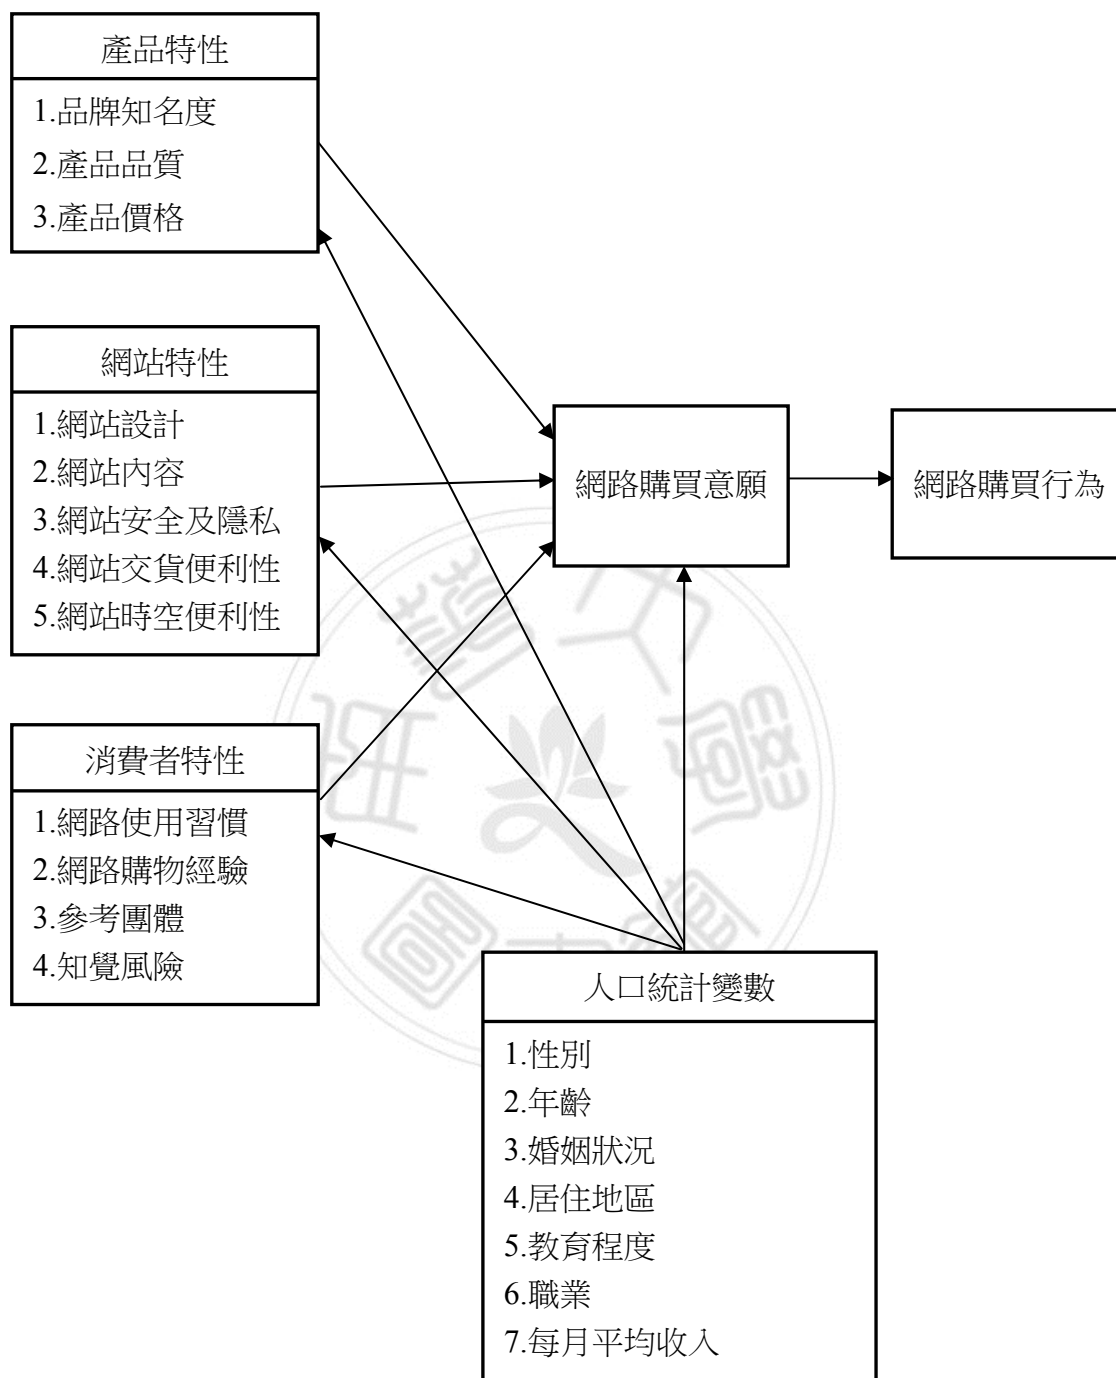 產品特性
1.品牌知名度
2.產品品質
3.產品價格
網站特性
1.網站設計
2.網站內容
3.網站安全及隱私
4.網站交貨便利性
5.網站時空便利性
消費者特性
1.網路使用習慣
2.網路購物經驗
3.參考團體
4.知覺風險
網路購買意願
網路購買行為
人口統計變數
1.性別
2.年齡
3.婚姻狀況
4.居住地區
5.教育程度
6.職業
7.每月平均收入